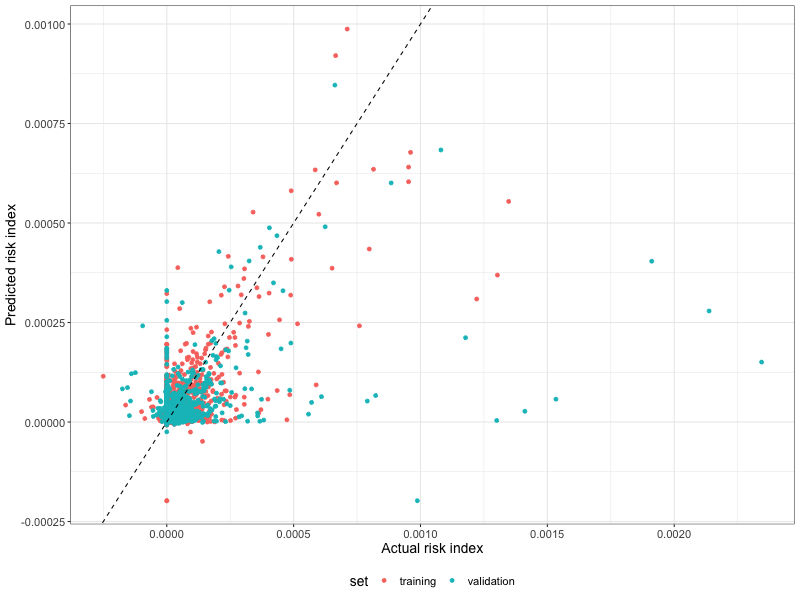 Predicted risk index
0.00100
0.00075
0.00050
0.00025
0.00000
-0.00025
0.0000 0.0005 0.0010 0.0015 0.0020
Actual risk index
set training validation